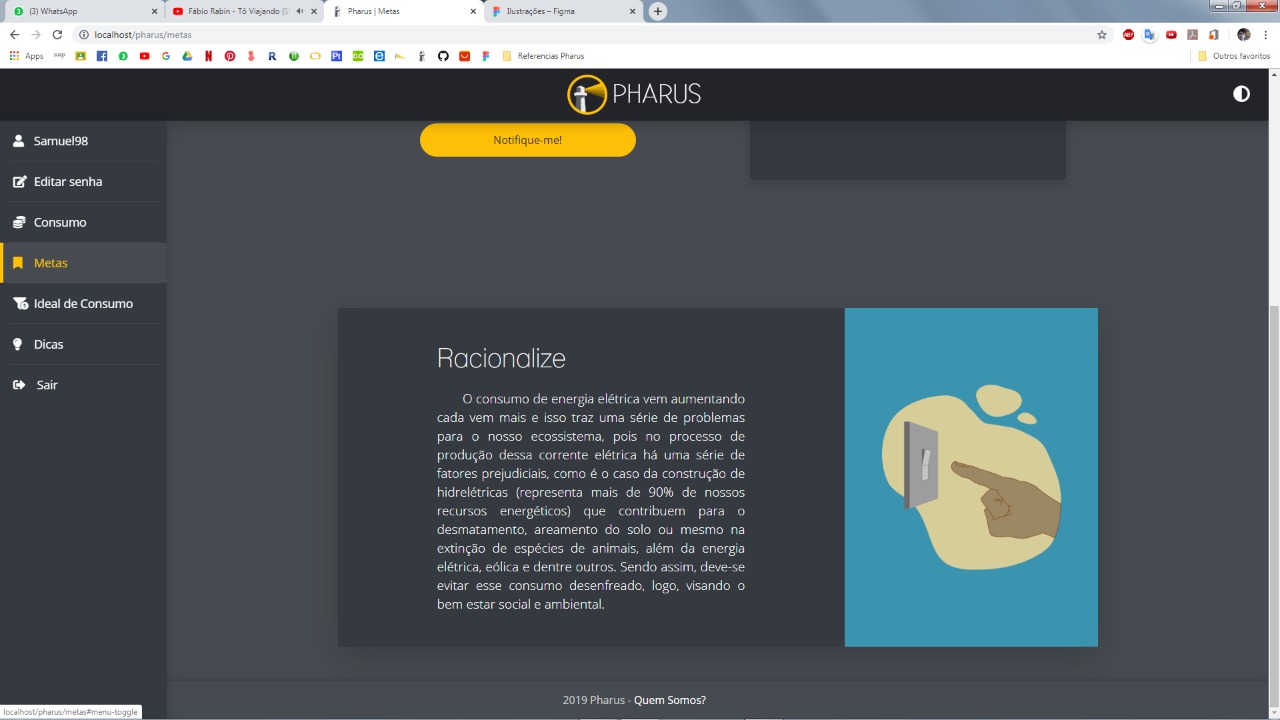 (3) WhatsApp
Fábio Rabin - Tô Viajando (S
Pharus | Metas
Ilustrações – Figma
localhost/pharus/metas
Apps
Referencias Pharus
Outros favoritos
PHARUS
Samuel98
Editar senha
Consumo
Metas
Ideal de Consumo
Dicas
Sair
Notifique-me!
Racionalize
O consumo de energia elétrica vem aumentando
cada vem mais e isso traz uma série de problemas
para o nosso ecossistema, pois no processo de
produção dessa corrente elétrica há uma série de
fatores prejudiciais, como é o caso da construção de
hidrelétricas (representa mais de 90% de nossos
recursos energéticos) que contribuem para o
desmatamento, areamento do solo ou mesmo na
extinção de espécies de animais, além da energia
elétrica, eólica e dentre outros. Sendo assim, deve-se
evitar esse consumo desenfreado, logo, visando o
bem estar social e ambiental.
2019 Pharus - Quem Somos?
localhost/pharus/metas#menu-toggle